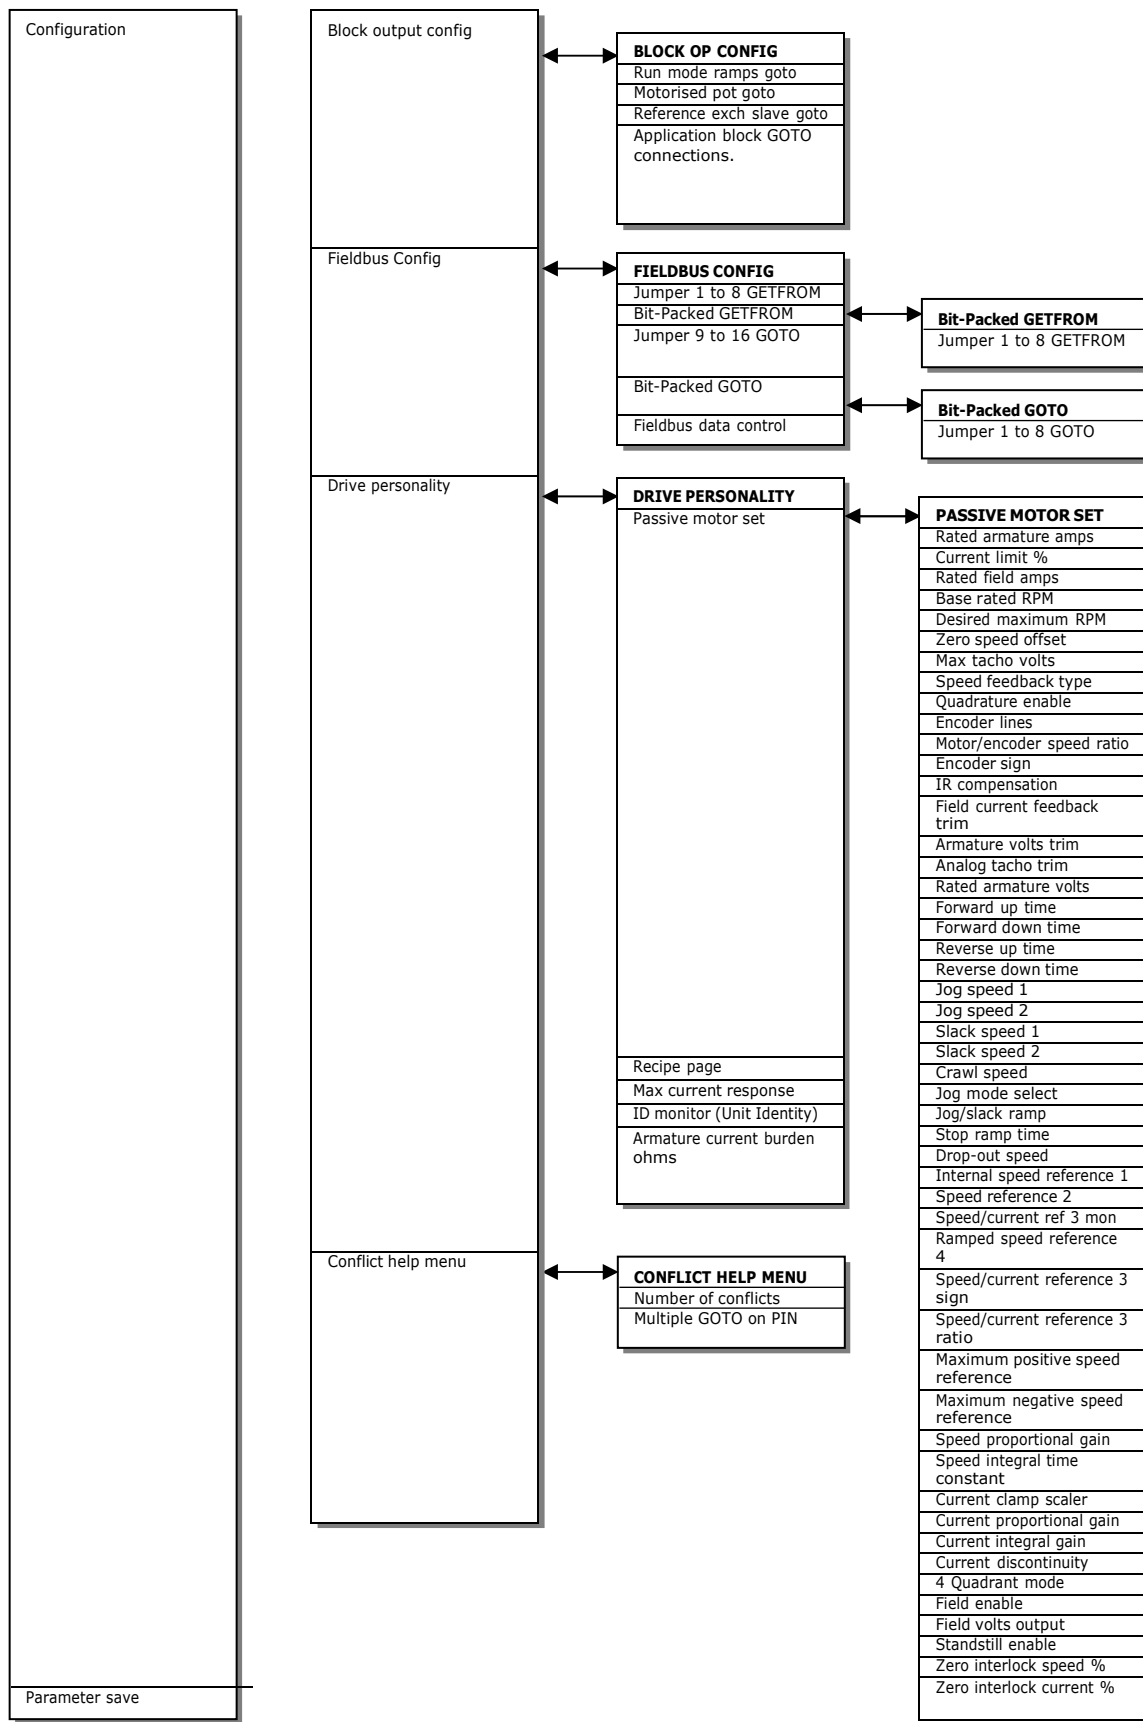 Configuration
Parameter save
Block output config
Fieldbus Config
Drive personality
Conflict help menu
BLOCK OP CONFIG
Run mode ramps goto
Motorised pot goto
Reference exch slave goto
Application block GOTO
connections.
FIELDBUS CONFIG
Jumper 1 to 8 GETFROM
Bit-Packed GETFROM
Jumper 9 to 16 GOTO
Bit-Packed GOTO
Fieldbus data control
Bit-Packed GETFROM
Jumper 1 to 8 GETFROM
Bit-Packed GOTO
Jumper 1 to 8 GOTO
DRIVE PERSONALITY
Passive motor set
Recipe page
Max current response
ID monitor (Unit Identity)
Armature current burden
ohms
CONFLICT HELP MENU
Number of conflicts
Multiple GOTO on PIN
PASSIVE MOTOR SET
Rated armature amps
Current limit %
Rated field amps
Base rated RPM
Desired maximum RPM
Zero speed offset
Max tacho volts
Speed feedback type
Quadrature enable
Encoder lines
Motor/encoder speed ratio
Encoder sign
IR compensation
Field current feedback
trim
Armature volts trim
Analog tacho trim
Rated armature volts
Forward up time
Forward down time
Reverse up time
Reverse down time
Jog speed 1
Jog speed 2
Slack speed 1
Slack speed 2
Crawl speed
Jog mode select
Jog/slack ramp
Stop ramp time
Drop-out speed
Internal speed reference 1
Speed reference 2
Speed/current ref 3 mon
Ramped speed reference
4
Speed/current reference 3
sign
Speed/current reference 3
ratio
Maximum positive speed
reference
Maximum negative speed
reference
Speed proportional gain
Speed integral time
constant
Current clamp scaler
Current proportional gain
Current integral gain
Current discontinuity
4 Quadrant mode
Field enable
Field volts output
Standstill enable
Zero interlock speed %
Zero interlock current %